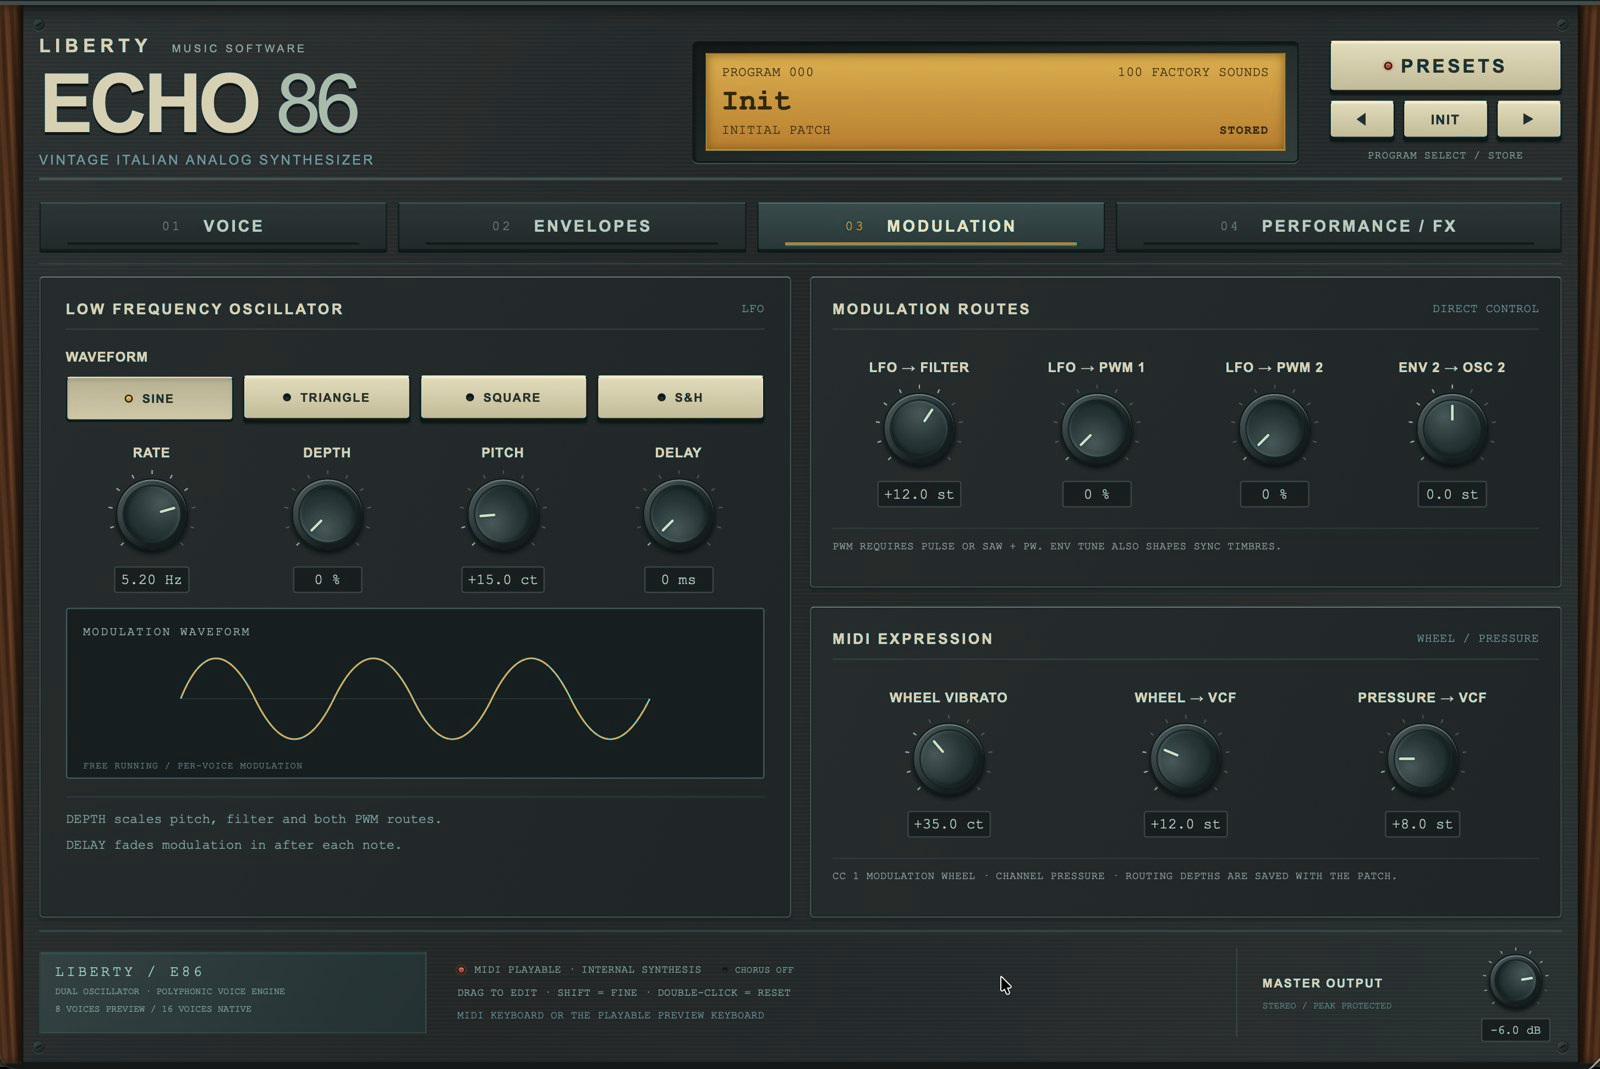 LIBERTY MUSIC SOFTWARE
ECHO 86
VINTAGE ITALIAN ANALOG SYNTHESIZER
PROGRAM 000 100 FACTORY SOUNDS
Init
INITIAL PATCH STORED
PRESETS
◀ INIT ▶
PROGRAM SELECT / STORE
01 VOICE 02 ENVELOPES 03 MODULATION 04 PERFORMANCE / FX
LOW FREQUENCY OSCILLATOR LFO
WAVEFORM
SINE TRIANGLE SQUARE S&H
RATE DEPTH PITCH DELAY
5.20 Hz 0 % +15.0 ct 0 ms
MODULATION WAVEFORM
FREE RUNNING / PER-VOICE MODULATION
DEPTH scales pitch, filter and both PWM routes.
DELAY fades modulation in after each note.
MODULATION ROUTES DIRECT CONTROL
LFO → FILTER LFO → PWM 1 LFO → PWM 2 ENV 2 → OSC 2
+12.0 st 0 % 0 % 0.0 st
PWM REQUIRES PULSE OR SAW + PW. ENV TUNE ALSO SHAPES SYNC TIMBRES.
MIDI EXPRESSION WHEEL / PRESSURE
WHEEL VIBRATO WHEEL → VCF PRESSURE → VCF
+35.0 ct +12.0 st +8.0 st
CC 1 MODULATION WHEEL · CHANNEL PRESSURE · ROUTING DEPTHS ARE SAVED WITH THE PATCH.
LIBERTY / E86
DUAL OSCILLATOR · POLYPHONIC VOICE ENGINE
8 VOICES PREVIEW / 16 VOICES NATIVE
MIDI PLAYABLE · INTERNAL SYNTHESIS CHORUS OFF
DRAG TO EDIT · SHIFT = FINE · DOUBLE-CLICK = RESET
MIDI KEYBOARD OR THE PLAYABLE PREVIEW KEYBOARD
MASTER OUTPUT
STEREO / PEAK PROTECTED
-6.0 dB